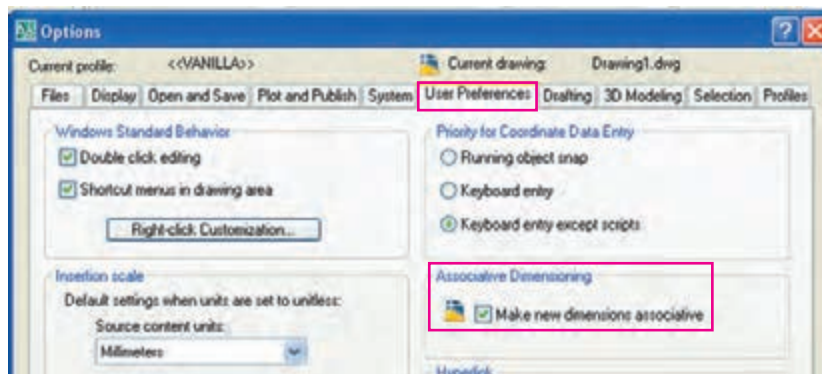 Options
Current profile: <<VANILLA>> Current drawing: Drawing1.dwg
Files Display Open and Save Plot and Publish System User Preferences Drafting 3D Modeling Selection Profiles
Windows Standard Behavior
Double click editing
Shortcut menus in drawing area
Right-click Customization...
Insertion scale
Default settings when units are set to unitless:
Source content units:
Millimeters
Priority for Coordinate Data Entry
Running object snap
Keyboard entry
Keyboard entry except scripts
Associative Dimensioning
Make new dimensions associative
Hyperlink